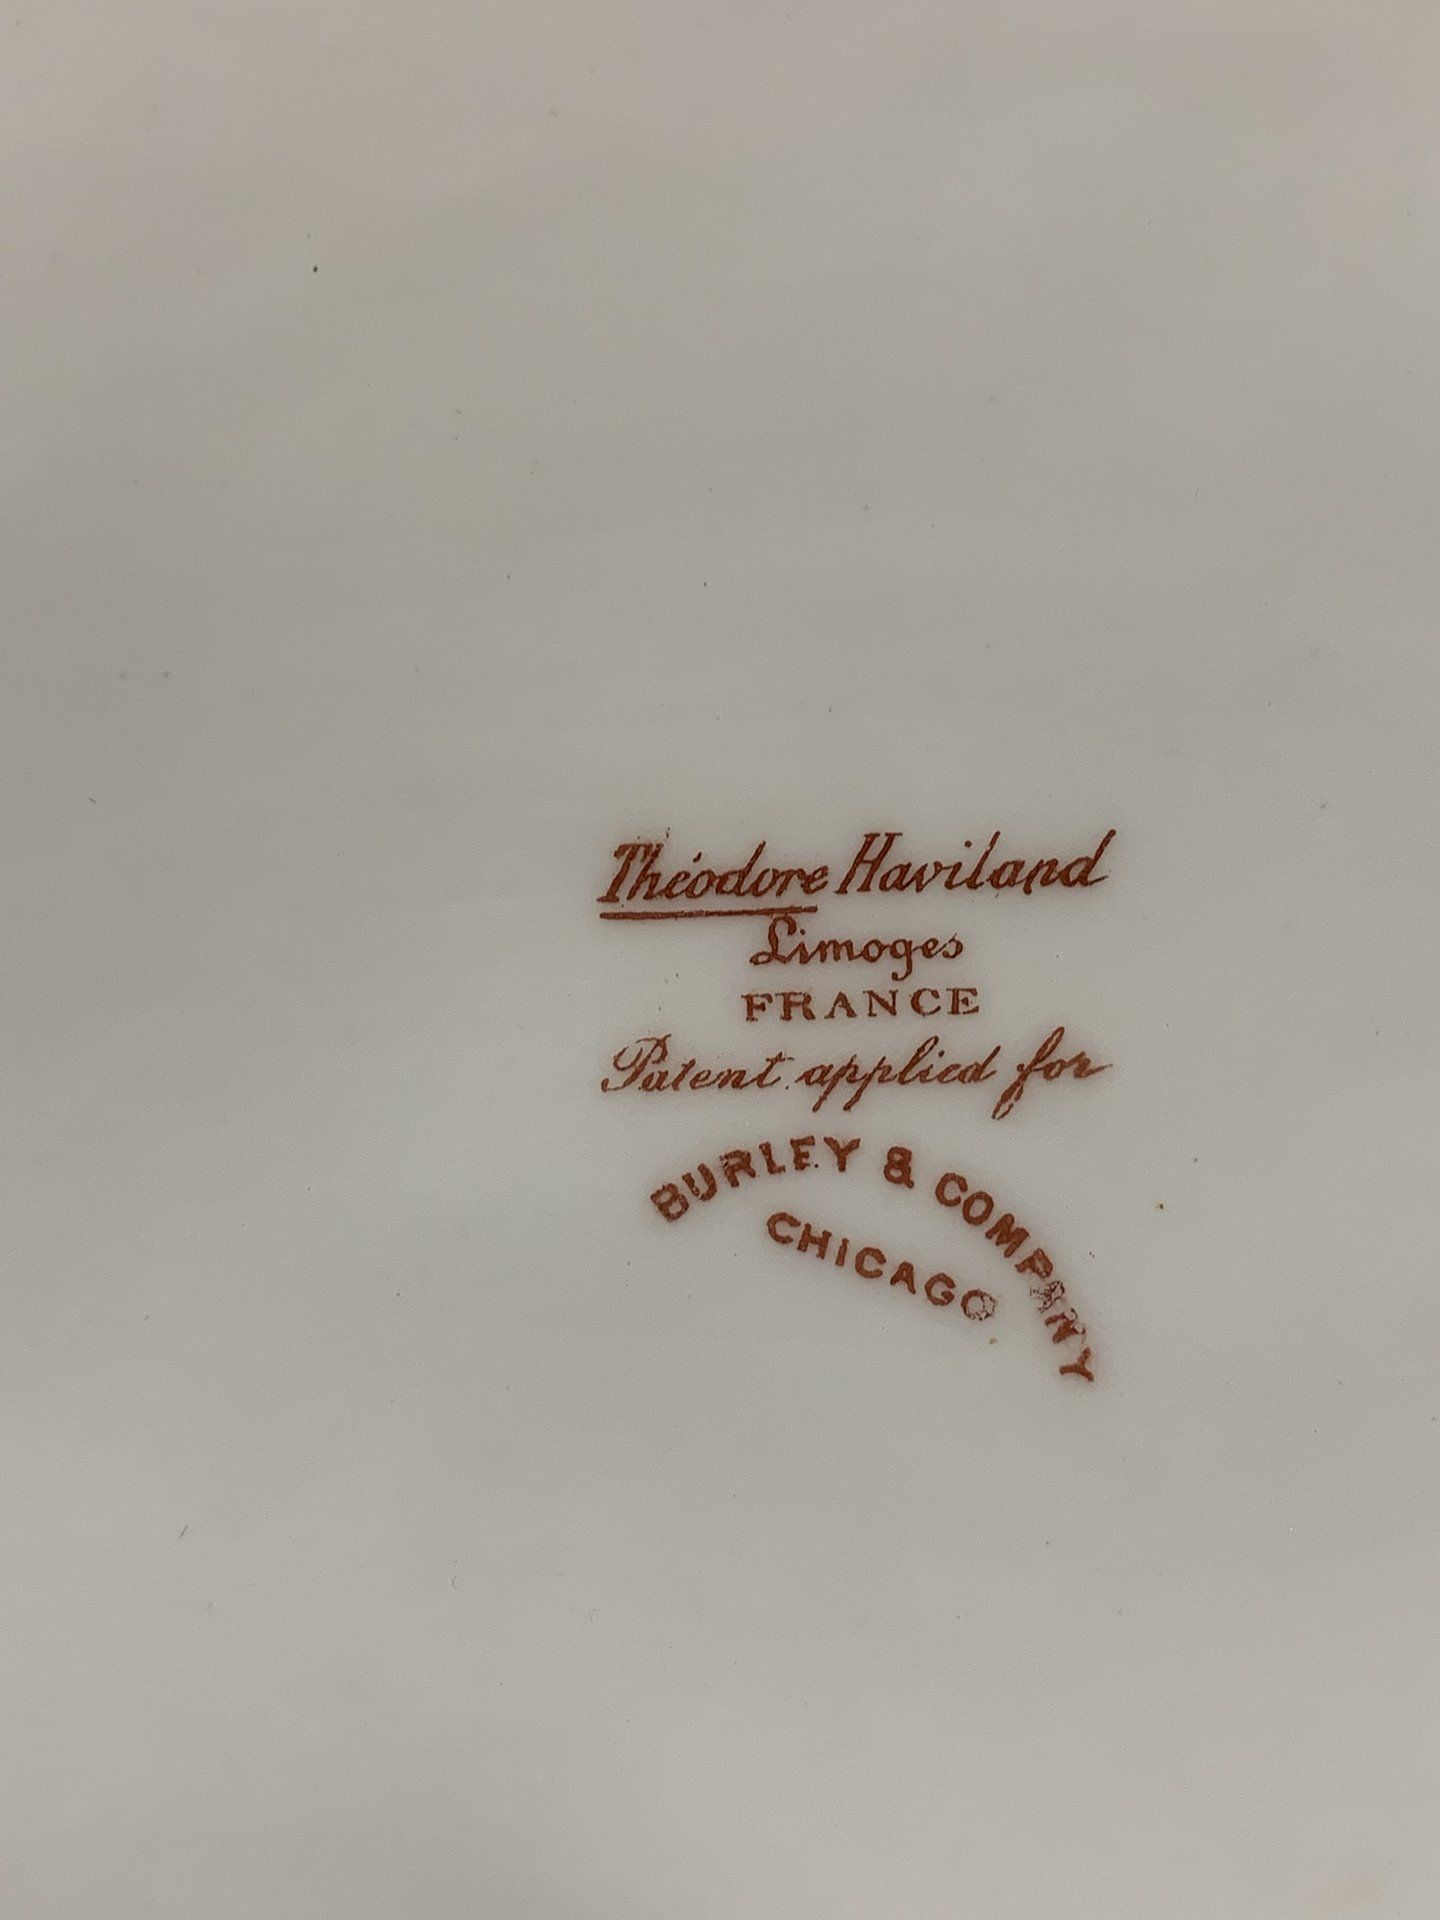 Théodore Haviland
Limoges
FRANCE
Patent applied for
BURLEY & COMPANY
CHICAGO